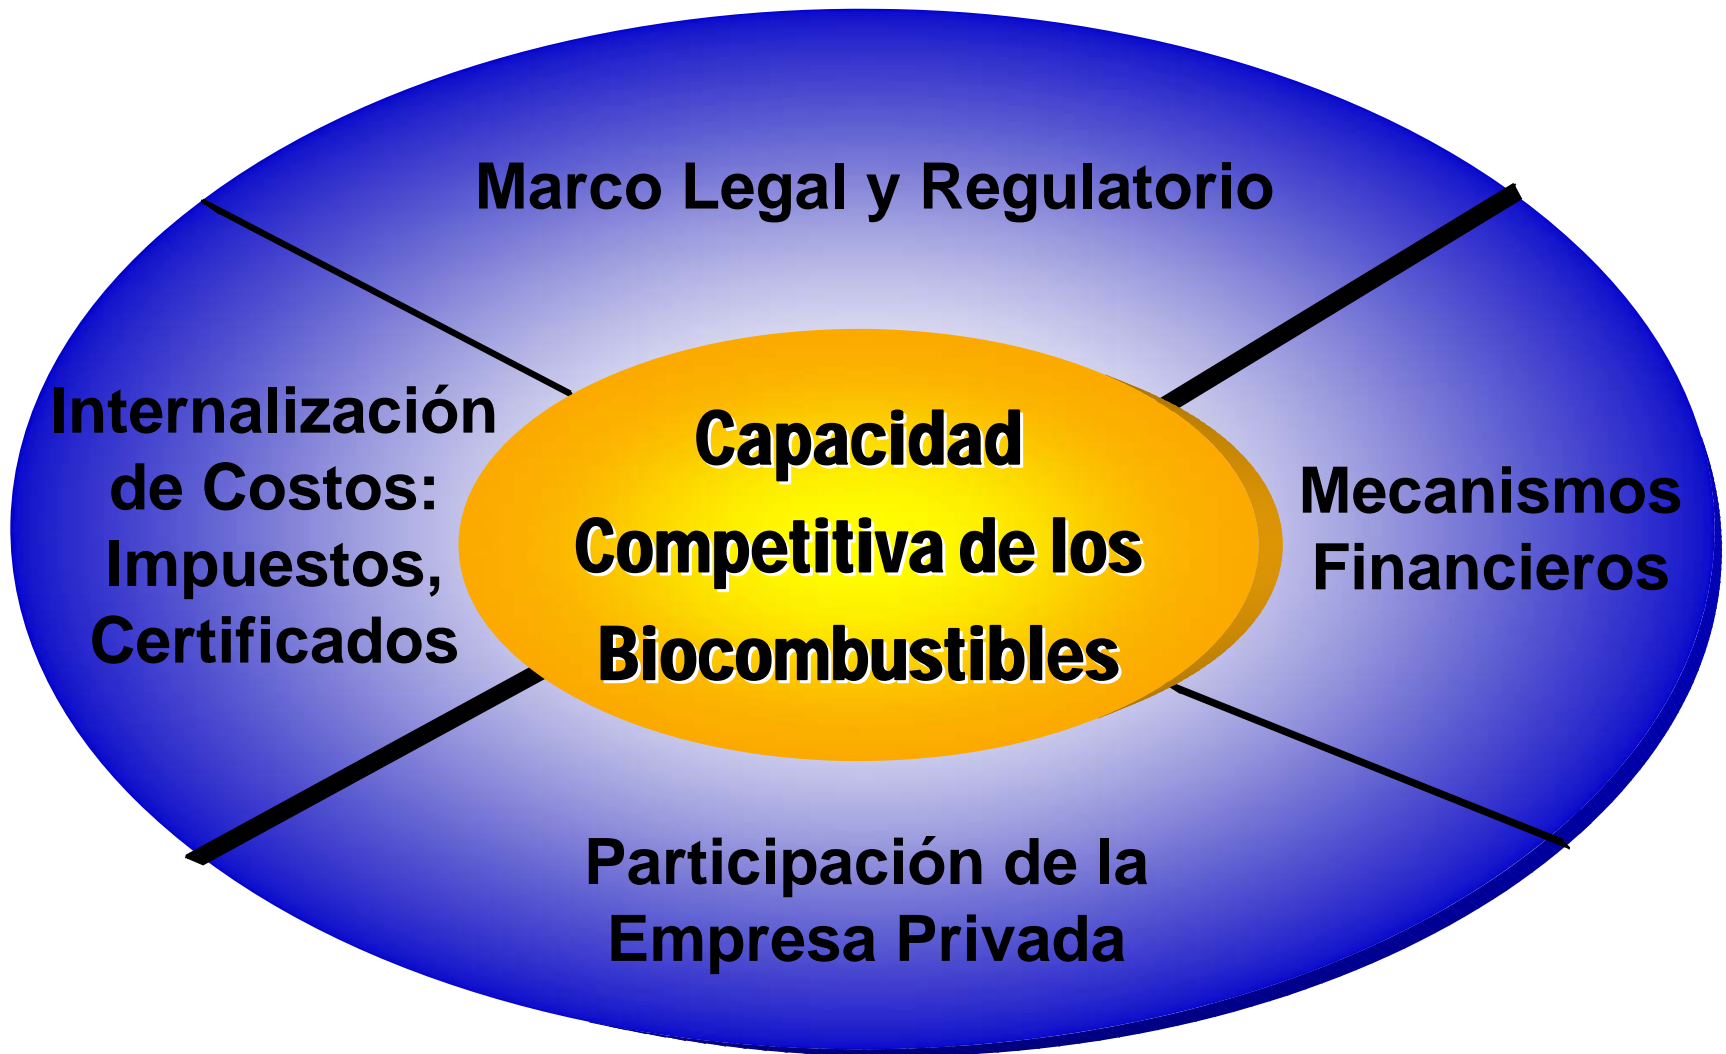 Marco Legal y Regulatorio
Internalización
de Costos:
Impuestos,
Certificados
Capacidad
Competitiva de los
Biocombustibles
Mecanismos
Financieros
Participación de la
Empresa Privada